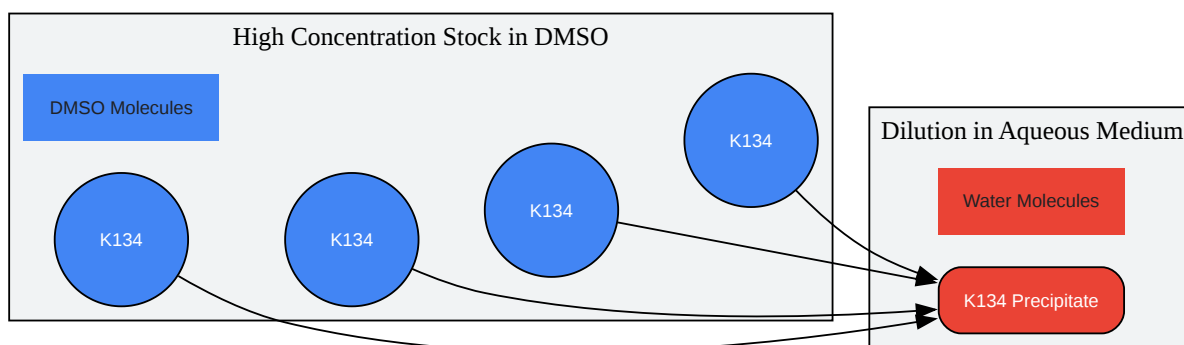 High Concentration Stock in DMSO
DMSO Molecules
K134
K134
K134
K134
Dilution in Aqueous Medium
Water Molecules
K134 Precipitate